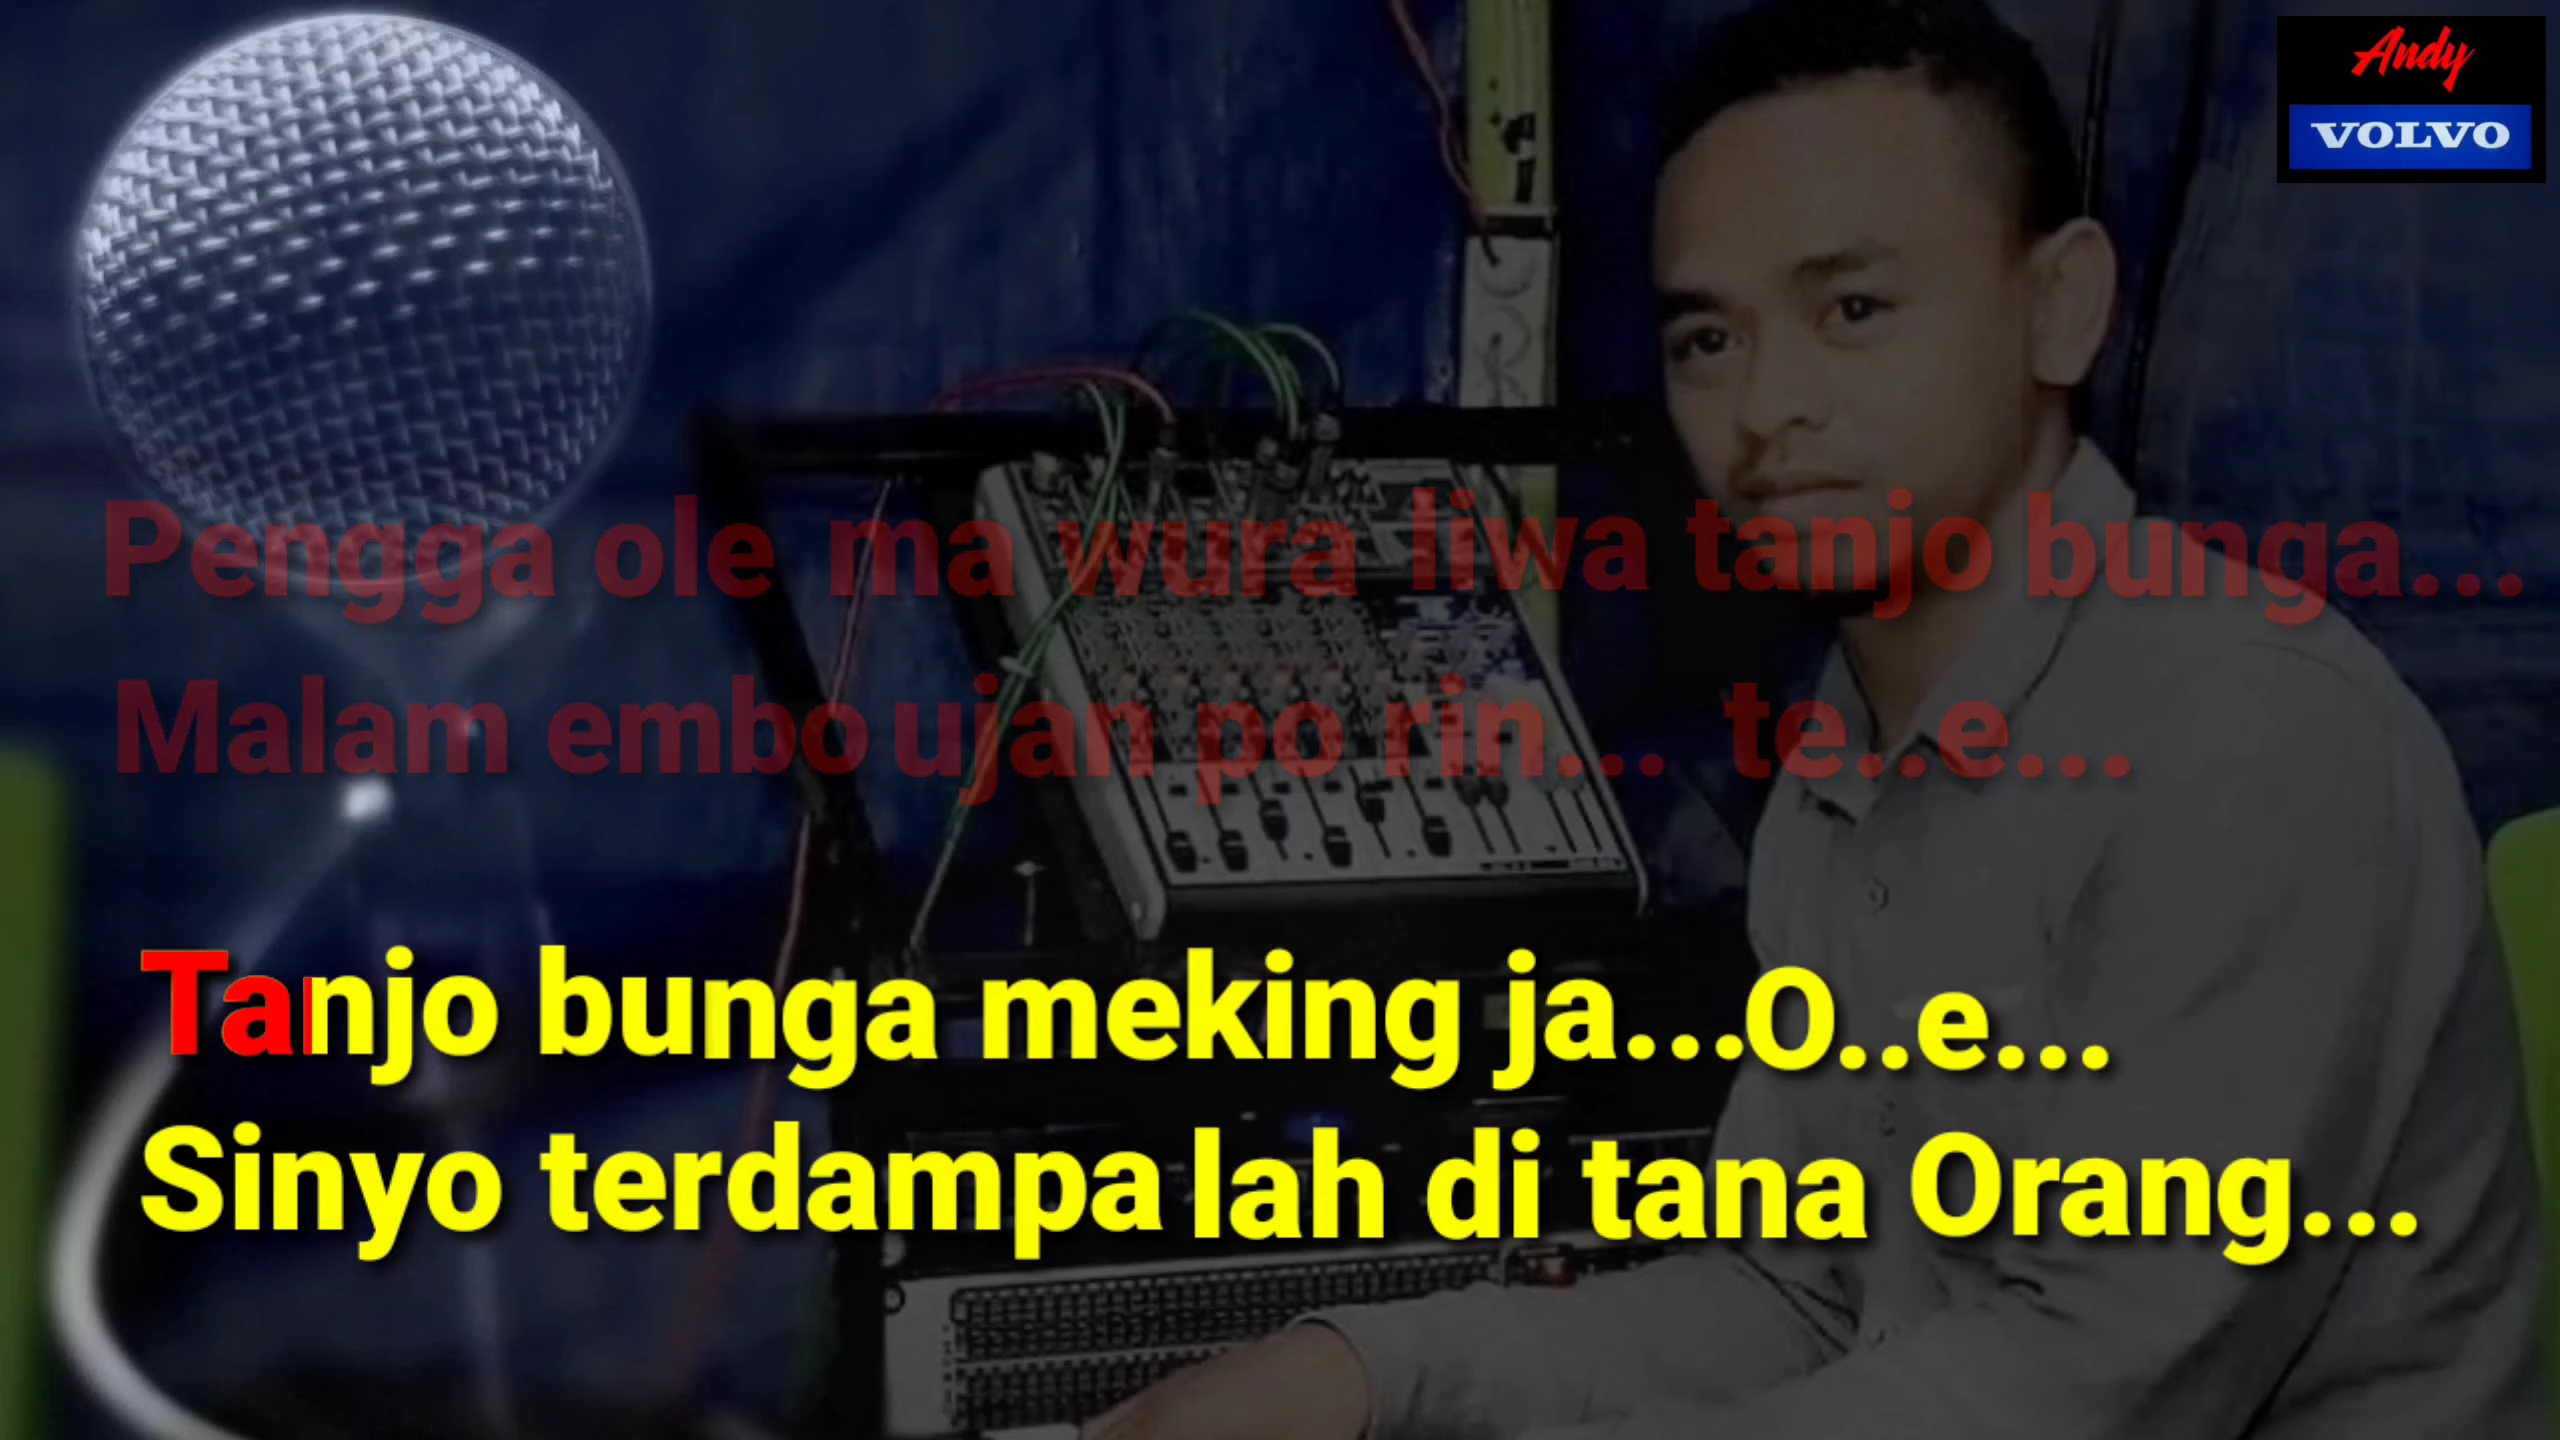 Andy
VOLVO
Pengga ole ma wura liwa tanjo bunga...
Malam embo ujan po rin... te..e...
Tanjo bunga meking ja...O..e...
Sinyo terdampa lah di tana Orang...